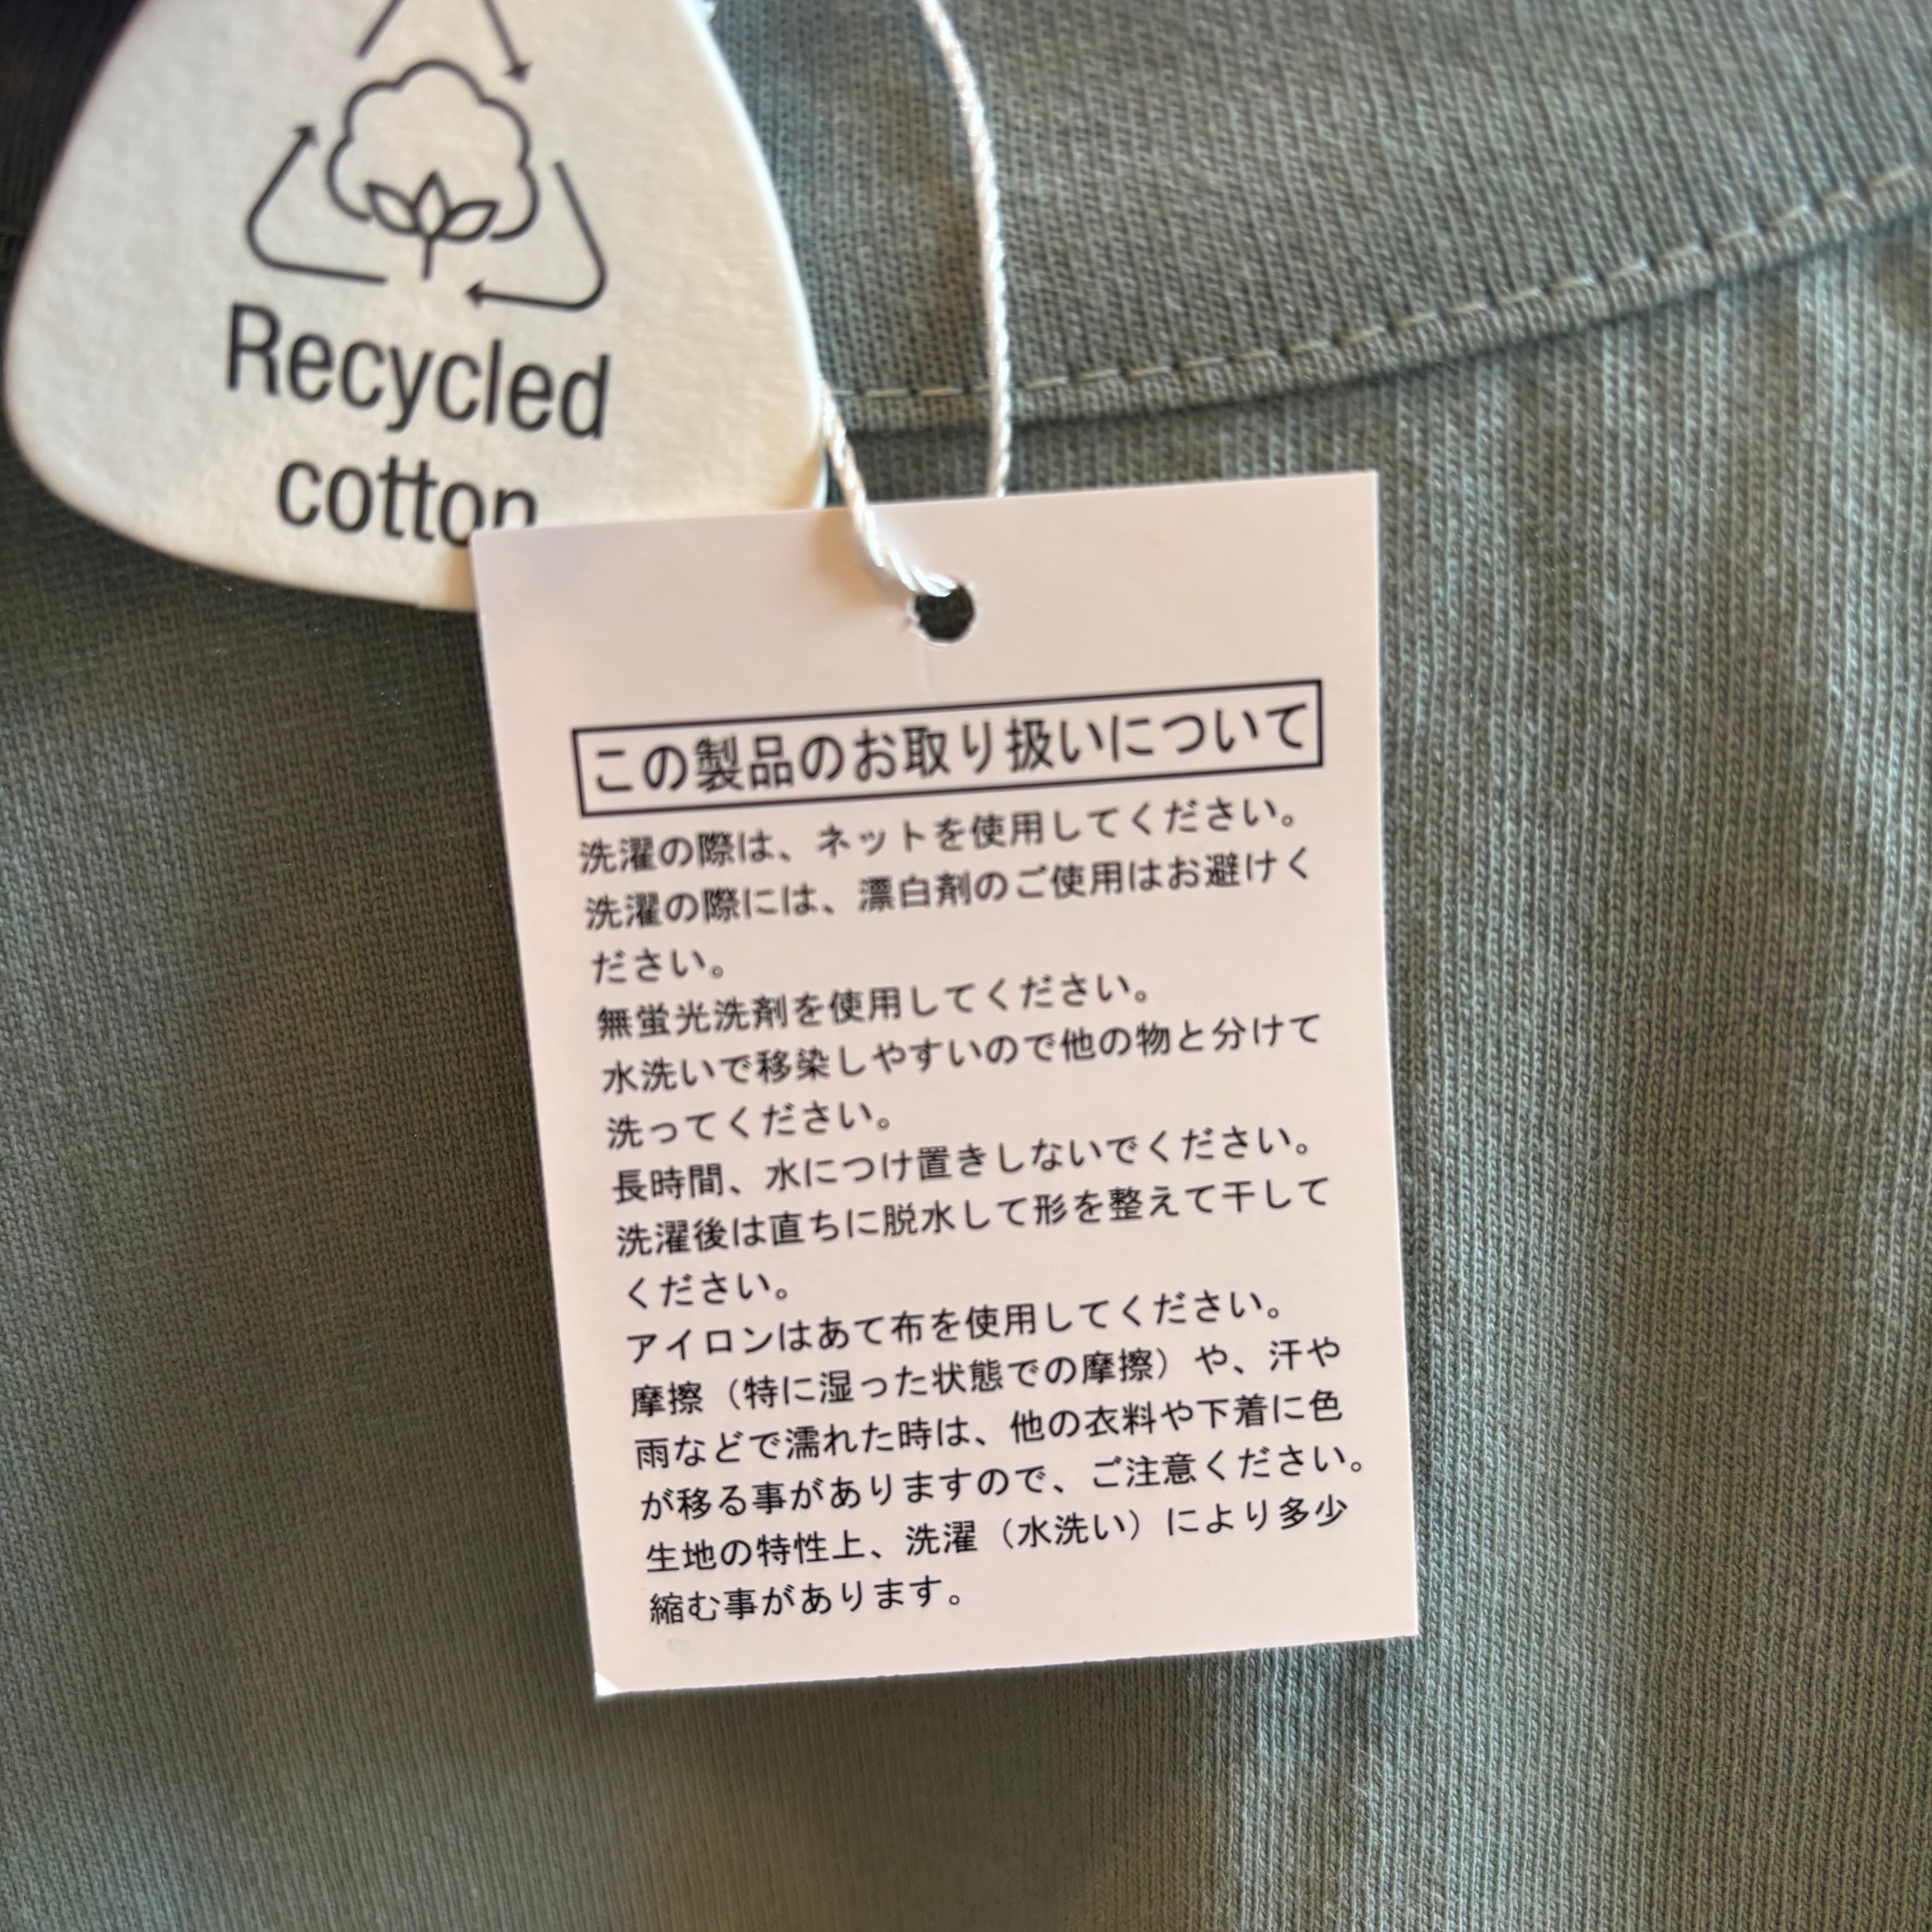 Recycled
cotton
この製品のお取り扱いについて
洗濯の際は、ネットを使用してください。
洗濯の際には、漂白剤のご使用はお避けく
ださい。
無蛍光洗剤を使用してください。
水洗いで移染しやすいので他の物と分けて
洗ってください。
長時間、水につけ置きしないでください。
洗濯後は直ちに脱水して形を整えて干して
ください。
アイロンはあて布を使用してください。
摩擦（特に湿った状態での摩擦）や、汗や
雨などで濡れた時は、他の衣料や下着に色
が移る事がありますので、ご注意ください。
生地の特性上、洗濯（水洗い）により多少
縮む事があります。